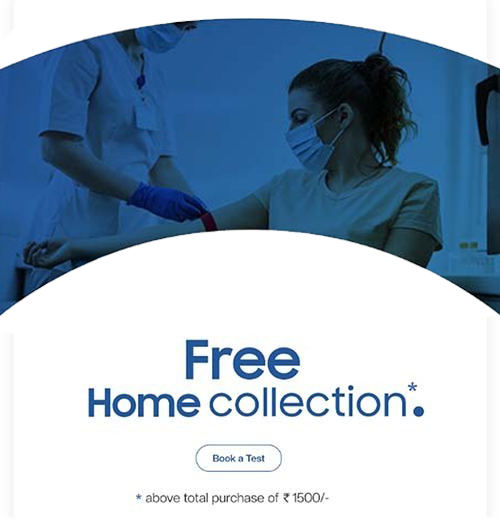 Free
Home collection*.
Book a Test
* above total purchase of ₹ 1500/-